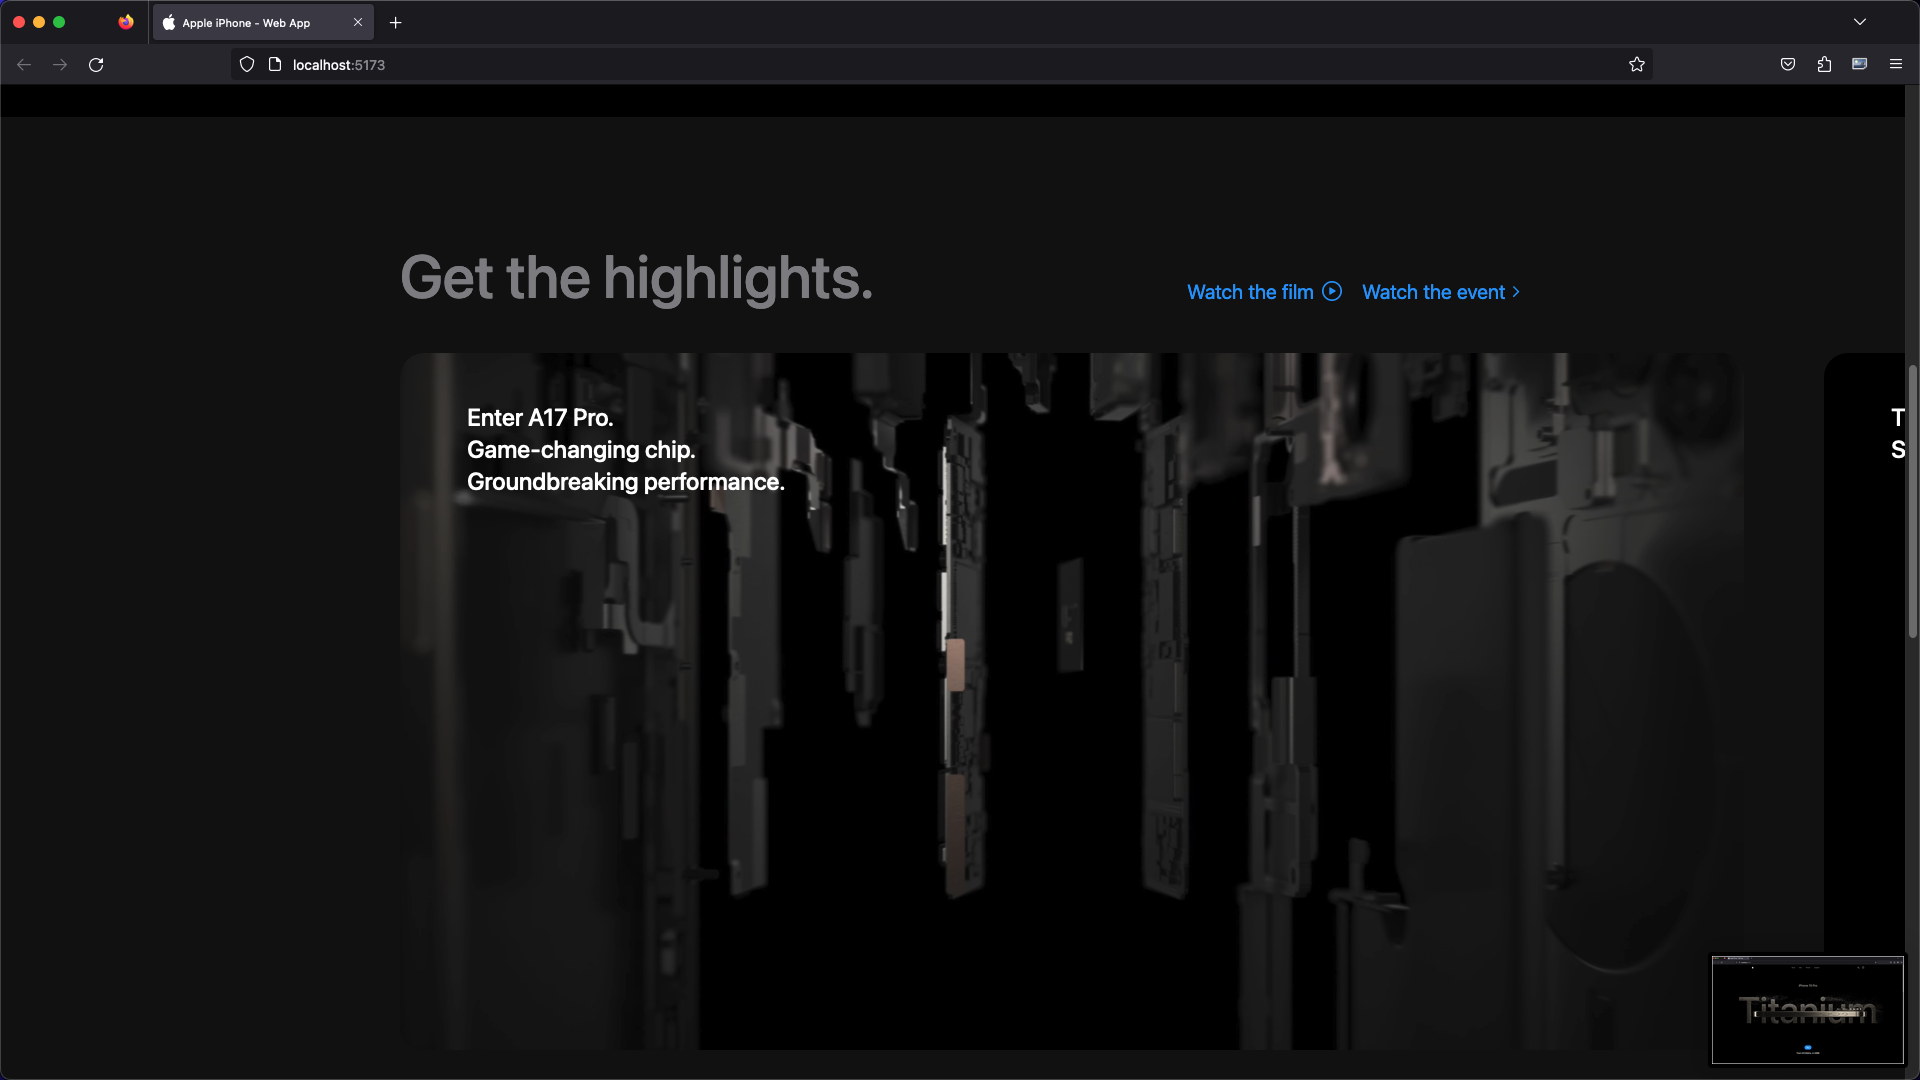 Apple iPhone - Web App
localhost:5173
Get the highlights.
Watch the film
Watch the event
Enter A17 Pro.
Game-changing chip.
Groundbreaking performance.
T
S
Titanium